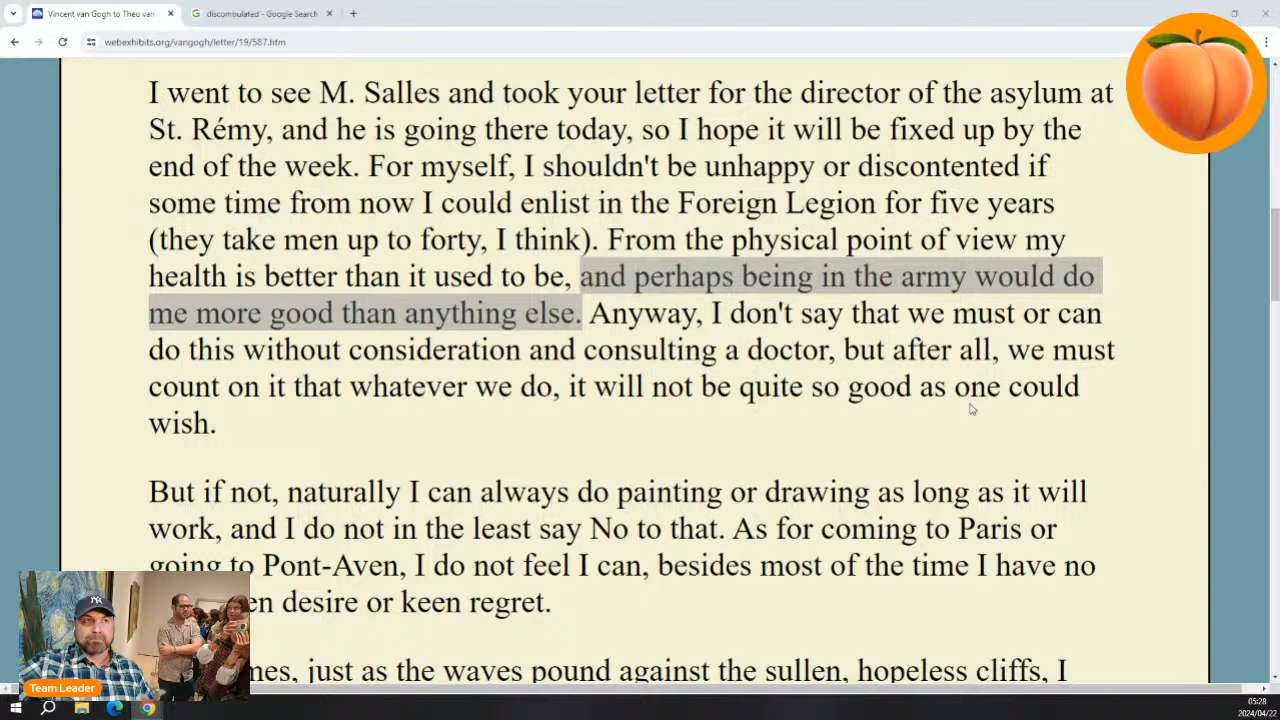 Vincent van Gogh to Theo van
discombulated - Google Search
webexhibits.org/vangogh/letter/19/587.htm
I went to see M. Salles and took your letter for the director of the asylum at
St. Rémy, and he is going there today, so I hope it will be fixed up by the
end of the week. For myself, I shouldn't be unhappy or discontented if
some time from now I could enlist in the Foreign Legion for five years
(they take men up to forty, I think). From the physical point of view my
health is better than it used to be, and perhaps being in the army would do
me more good than anything else. Anyway, I don't say that we must or can
do this without consideration and consulting a doctor, but after all, we must
count on it that whatever we do, it will not be quite so good as one could
wish.
But if not, naturally I can always do painting or drawing as long as it will
work, and I do not in the least say No to that. As for coming to Paris or
going to Pont-Aven, I do not feel I can, besides most of the time I have no
desire or keen regret.
just as the waves pound against the sullen, hopeless cliffs, I
Team Leader
05:28
2024/04/22